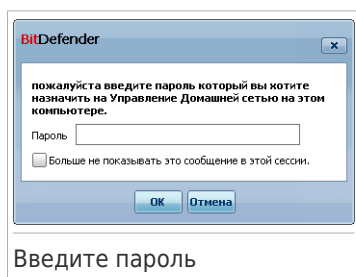 BitDefender
пожалуйста введите пароль который вы хотите
назначить на Управление Домашней сетью на этом
компьютере.
Пароль
Больше не показывать это сообщение в этой сессии.
OK Отмена
Введите пароль